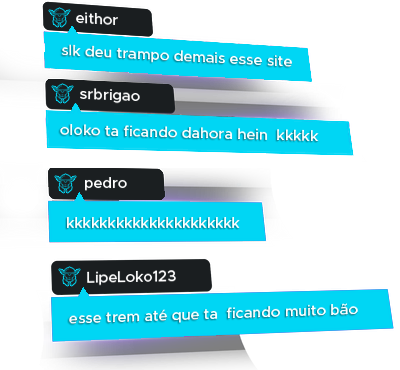 eithor
slk deu trampo demais esse site
srbrigao
oloko ta ficando dahora hein kkkkk
pedro
kkkkkkkkkkkkkkkkkkkkk
LipeLoko123
esse trem até que ta ficando muito bão